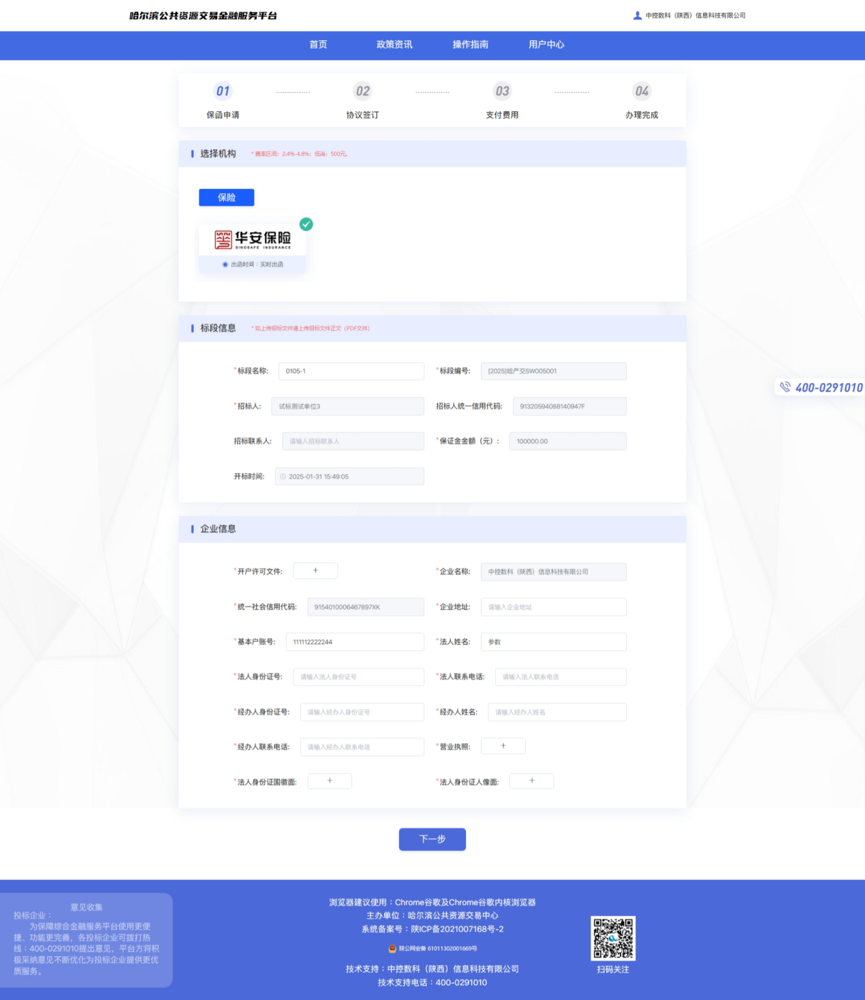 哈尔滨公共资源交易金融服务平台
中控数科（陕西）信息科技有限公司
首页 政策资讯 操作指南 用户中心
01 02 03 04
保函申请 协议签订 支付费用 办理完成
选择机构 *费率区间：2.4%-4.8%；低消：500元。
保险
华安保险
SINOSAFE INSURANCE
出函时间：实时出函
标段信息 *如上传招标文件请上传招标文件正文（PDF文件）
*标段名称: 0105-1 *标段编号: [2025]哈产交SW005001
*招标人: 试标测试单位3 招标人统一信用代码: 91320594088140947F
招标联系人: 请输入招标联系人 *保证金金额（元）: 100000.00
开标时间: 2025-01-31 15:49:05
400-0291010
企业信息
*开户许可文件: + *企业名称: 中控数科（陕西）信息科技有限公司
*统一社会信用代码: 9154010006467897XK *企业地址: 请输入企业地址
*基本户账号: 111112222244 *法人姓名: 参数
*法人身份证号: 请输入法人身份证号 *法人联系电话: 请输入法人联系电话
*经办人身份证号: 请输入经办人身份证号 *经办人姓名: 请输入经办人姓名
*经办人联系电话: 请输入经办人联系电话 *营业执照: +
*法人身份证国徽面: + *法人身份证人像面: +
下一步
意见收集
投标企业：
为保障综合金融服务平台使用更便
捷、功能更完善，各投标企业可拨打热
线：400-0291010提出意见，平台方将积
极采纳意见不断优化为投标企业提供更优
质服务。
浏览器建议使用：Chrome谷歌及Chrome谷歌内核浏览器
主办单位：哈尔滨公共资源交易中心
系统备案号：陕ICP备2021007168号-2
陕公网安备 61011302001669号
技术支持：中控数科（陕西）信息科技有限公司
技术支持电话：400-0291010
扫码关注